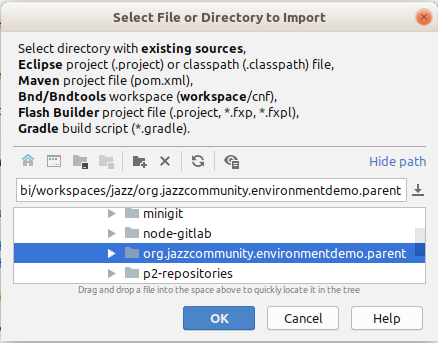 Select File or Directory to Import
Select directory with existing sources,
Eclipse project (.project) or classpath (.classpath) file,
Maven project file (pom.xml),
Bnd/Bndtools workspace (workspace/cnf),
Flash Builder project file (.project, *.fxp, *.fxpl),
Gradle build script (*.gradle).
Hide path
bi/workspaces/jazz/org.jazzcommunity.environmentdemo.parent
minigit
node-gitlab
org.jazzcommunity.environmentdemo.parent
p2-repositories
Drag and drop a file into the space above to quickly locate it in the tree
OK
Cancel
Help